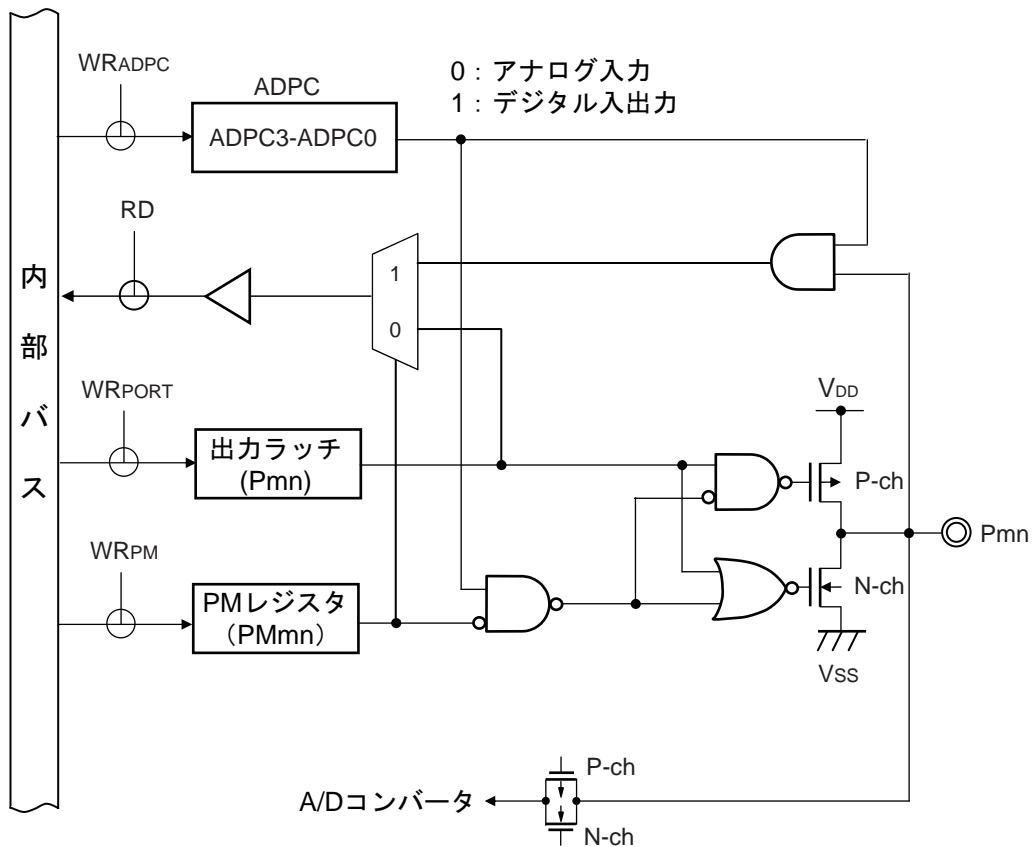 WRADPC
ADPC
ADPC3-ADPC0
0：アナログ入力
1：デジタル入出力
RD
1
0
内部バス
WRPORT
出力ラッチ
(Pmn)
VDD
P-ch
Pmn
N-ch
VSS
WRPM
PMレジスタ
（PMmn）
P-ch
A/Dコンバータ
N-ch